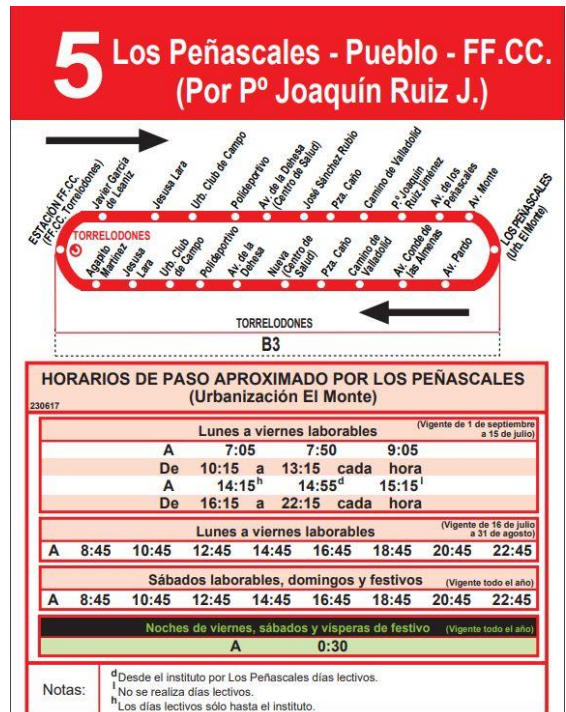 5 Los Peñascales - Pueblo - FF.CC.
(Por Pº Joaquín Ruiz J.)
ESTACIÓN FF.CC.
(FF.CC. Torrelodones)
Javier García
de Leaniz
Jesusa Lara
Urb. Club de Campo
Polideportivo
Av. de la Dehesa
(Centro de Salud)
José Sánchez Rubio
Pza. Caño
Camino de Valladolid
Pº Joaquín
Ruiz Jiménez
Av. de los
Peñascales
Av. Monte
LOS PEÑASCALES
(Urb. El Monte)
TORRELODONES
Agapito
Martínez
Jesusa
Lara
Urb. Club
de Campo
Polideportivo
Av. de la
Dehesa
Nueva
(Centro de
Salud)
Pza. Caño
Camino de
Valladolid
Av. Conde de
las Almenas
Av. Pardo
TORRELODONES
B3
HORARIOS DE PASO APROXIMADO POR LOS PEÑASCALES
(Urbanización El Monte)
230617
Lunes a viernes laborables (Vigente de 1 de septiembre
a 15 de julio)
A 7:05 7:50 9:05
De 10:15 a 13:15 cada hora
A 14:15h 14:55d 15:15l
De 16:15 a 22:15 cada hora
Lunes a viernes laborables (Vigente de 16 de julio
a 31 de agosto)
A 8:45 10:45 12:45 14:45 16:45 18:45 20:45 22:45
Sábados laborables, domingos y festivos (Vigente todo el año)
A 8:45 10:45 12:45 14:45 16:45 18:45 20:45 22:45
Noches de viernes, sábados y vísperas de festivo (Vigente todo el año)
A 0:30
Notas:
d Desde el instituto por Los Peñascales días lectivos.
l No se realiza días lectivos.
h Los días lectivos sólo hasta el instituto.